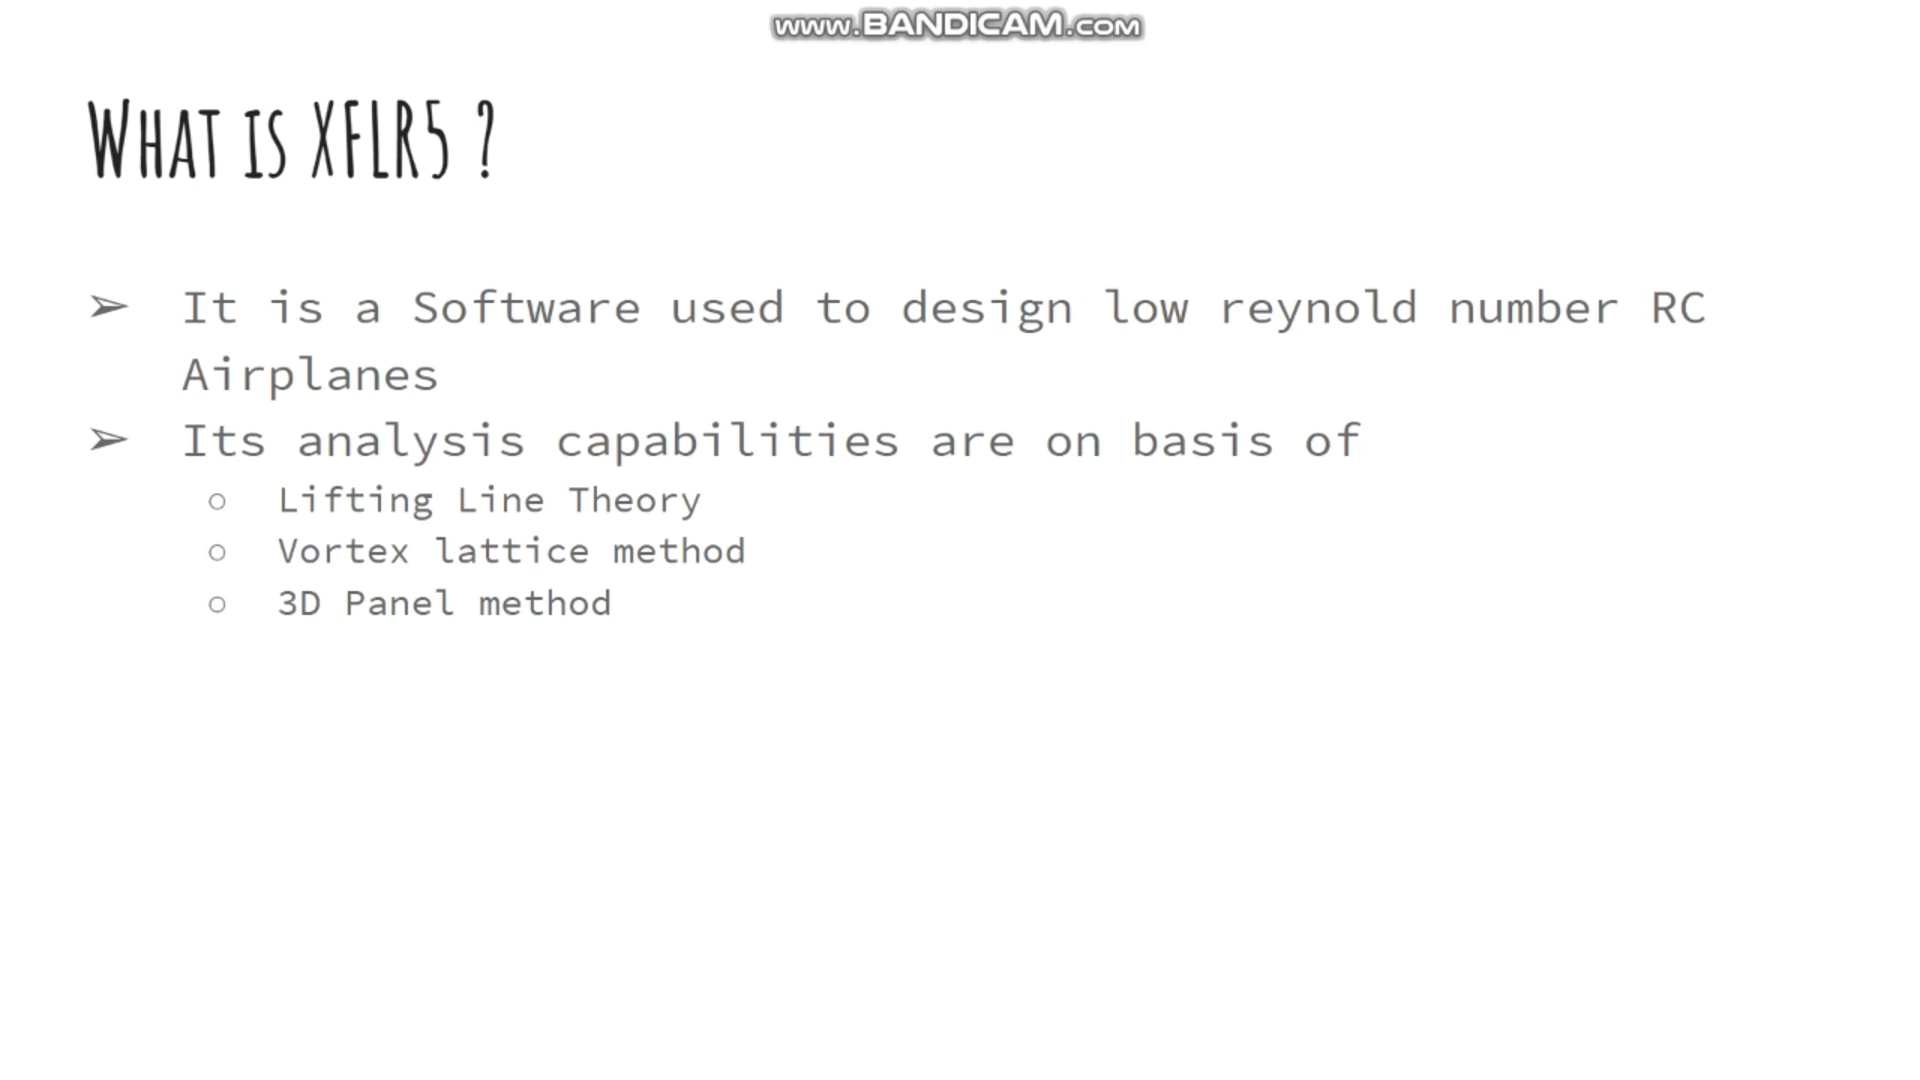 www.BANDICAM.com
WHAT IS XFLR5 ?
➢ It is a Software used to design low reynold number RC
Airplanes
➢ Its analysis capabilities are on basis of
○ Lifting Line Theory
○ Vortex lattice method
○ 3D Panel method